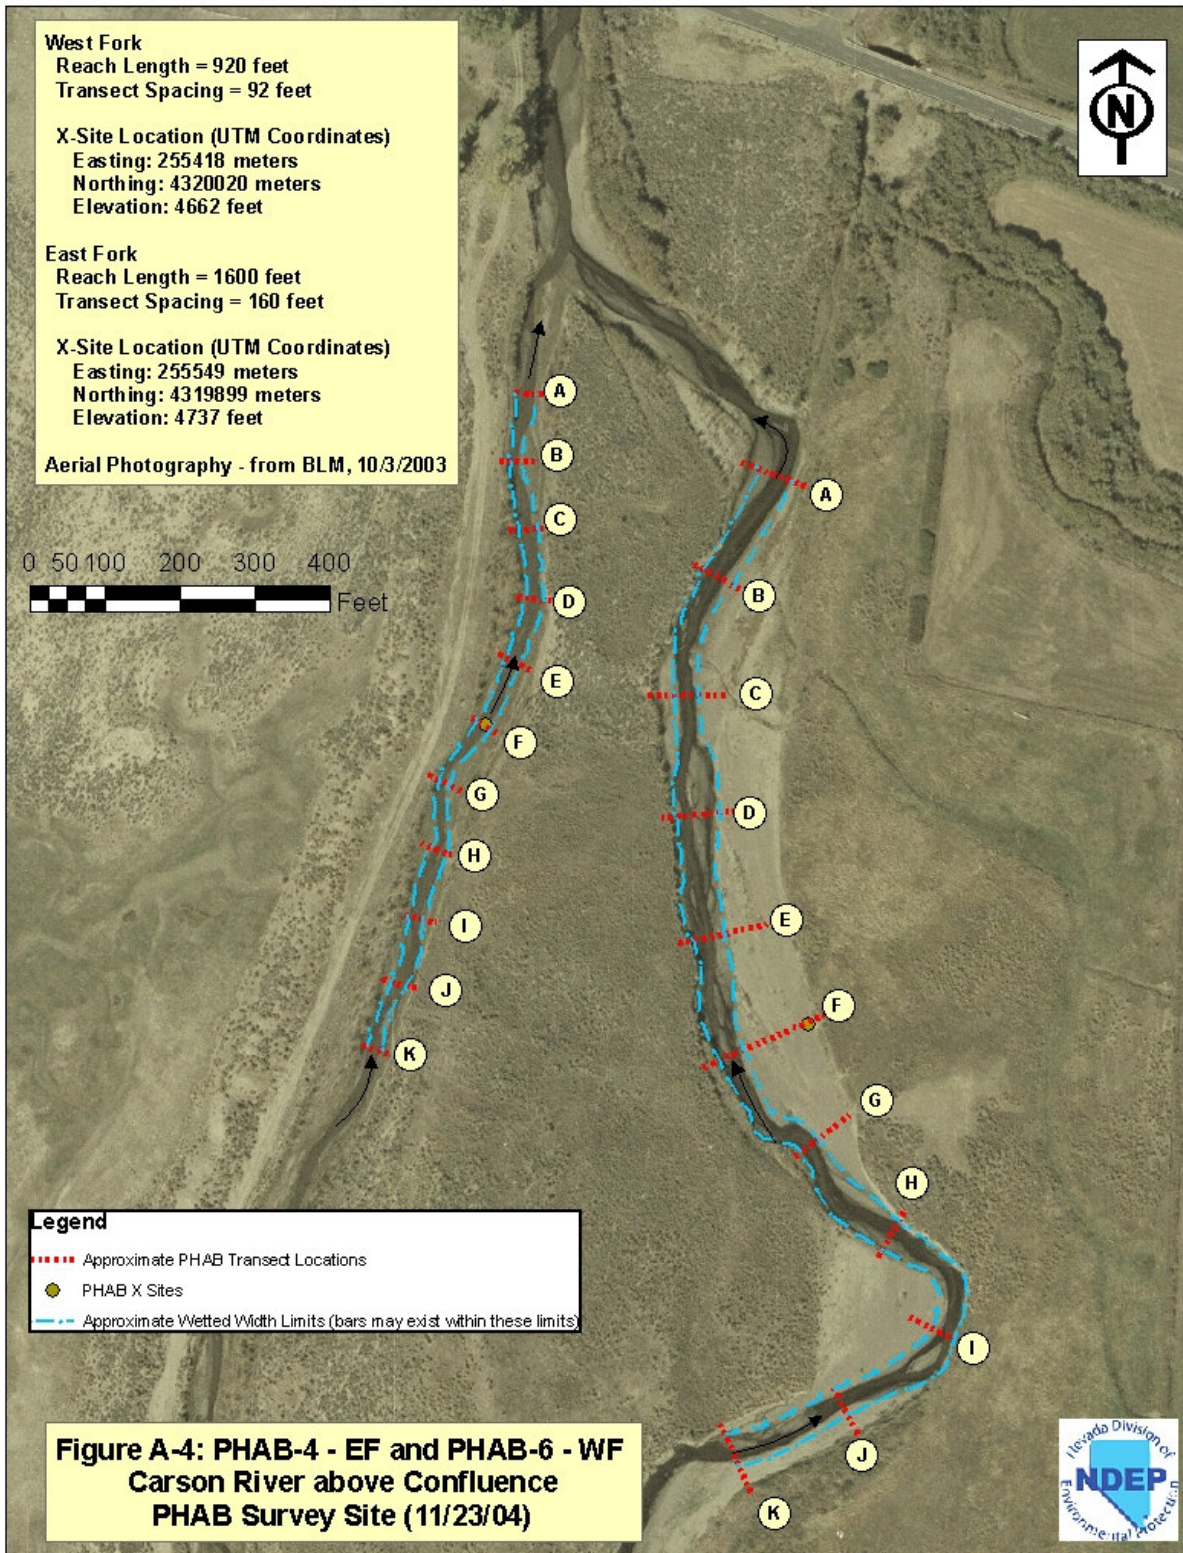 West Fork
Reach Length = 920 feet
Transect Spacing = 92 feet
X-Site Location (UTM Coordinates)
Easting: 255418 meters
Northing: 4320020 meters
Elevation: 4662 feet
East Fork
Reach Length = 1600 feet
Transect Spacing = 160 feet
X-Site Location (UTM Coordinates)
Easting: 255549 meters
Northing: 4319899 meters
Elevation: 4737 feet
Aerial Photography - from BLM, 10/3/2003
N
0 50 100 200 300 400
Feet
A
B
C
D
E
F
G
H
I
J
K
A
B
C
D
E
F
G
H
I
J
K
Legend
Approximate PHAB Transect Locations
PHAB X Sites
Approximate Wetted Width Limits (bars may exist within these limits)
Figure A-4: PHAB-4 - EF and PHAB-6 - WF
Carson River above Confluence
PHAB Survey Site (11/23/04)
Nevada Division of
NDEP
Environmental Protection